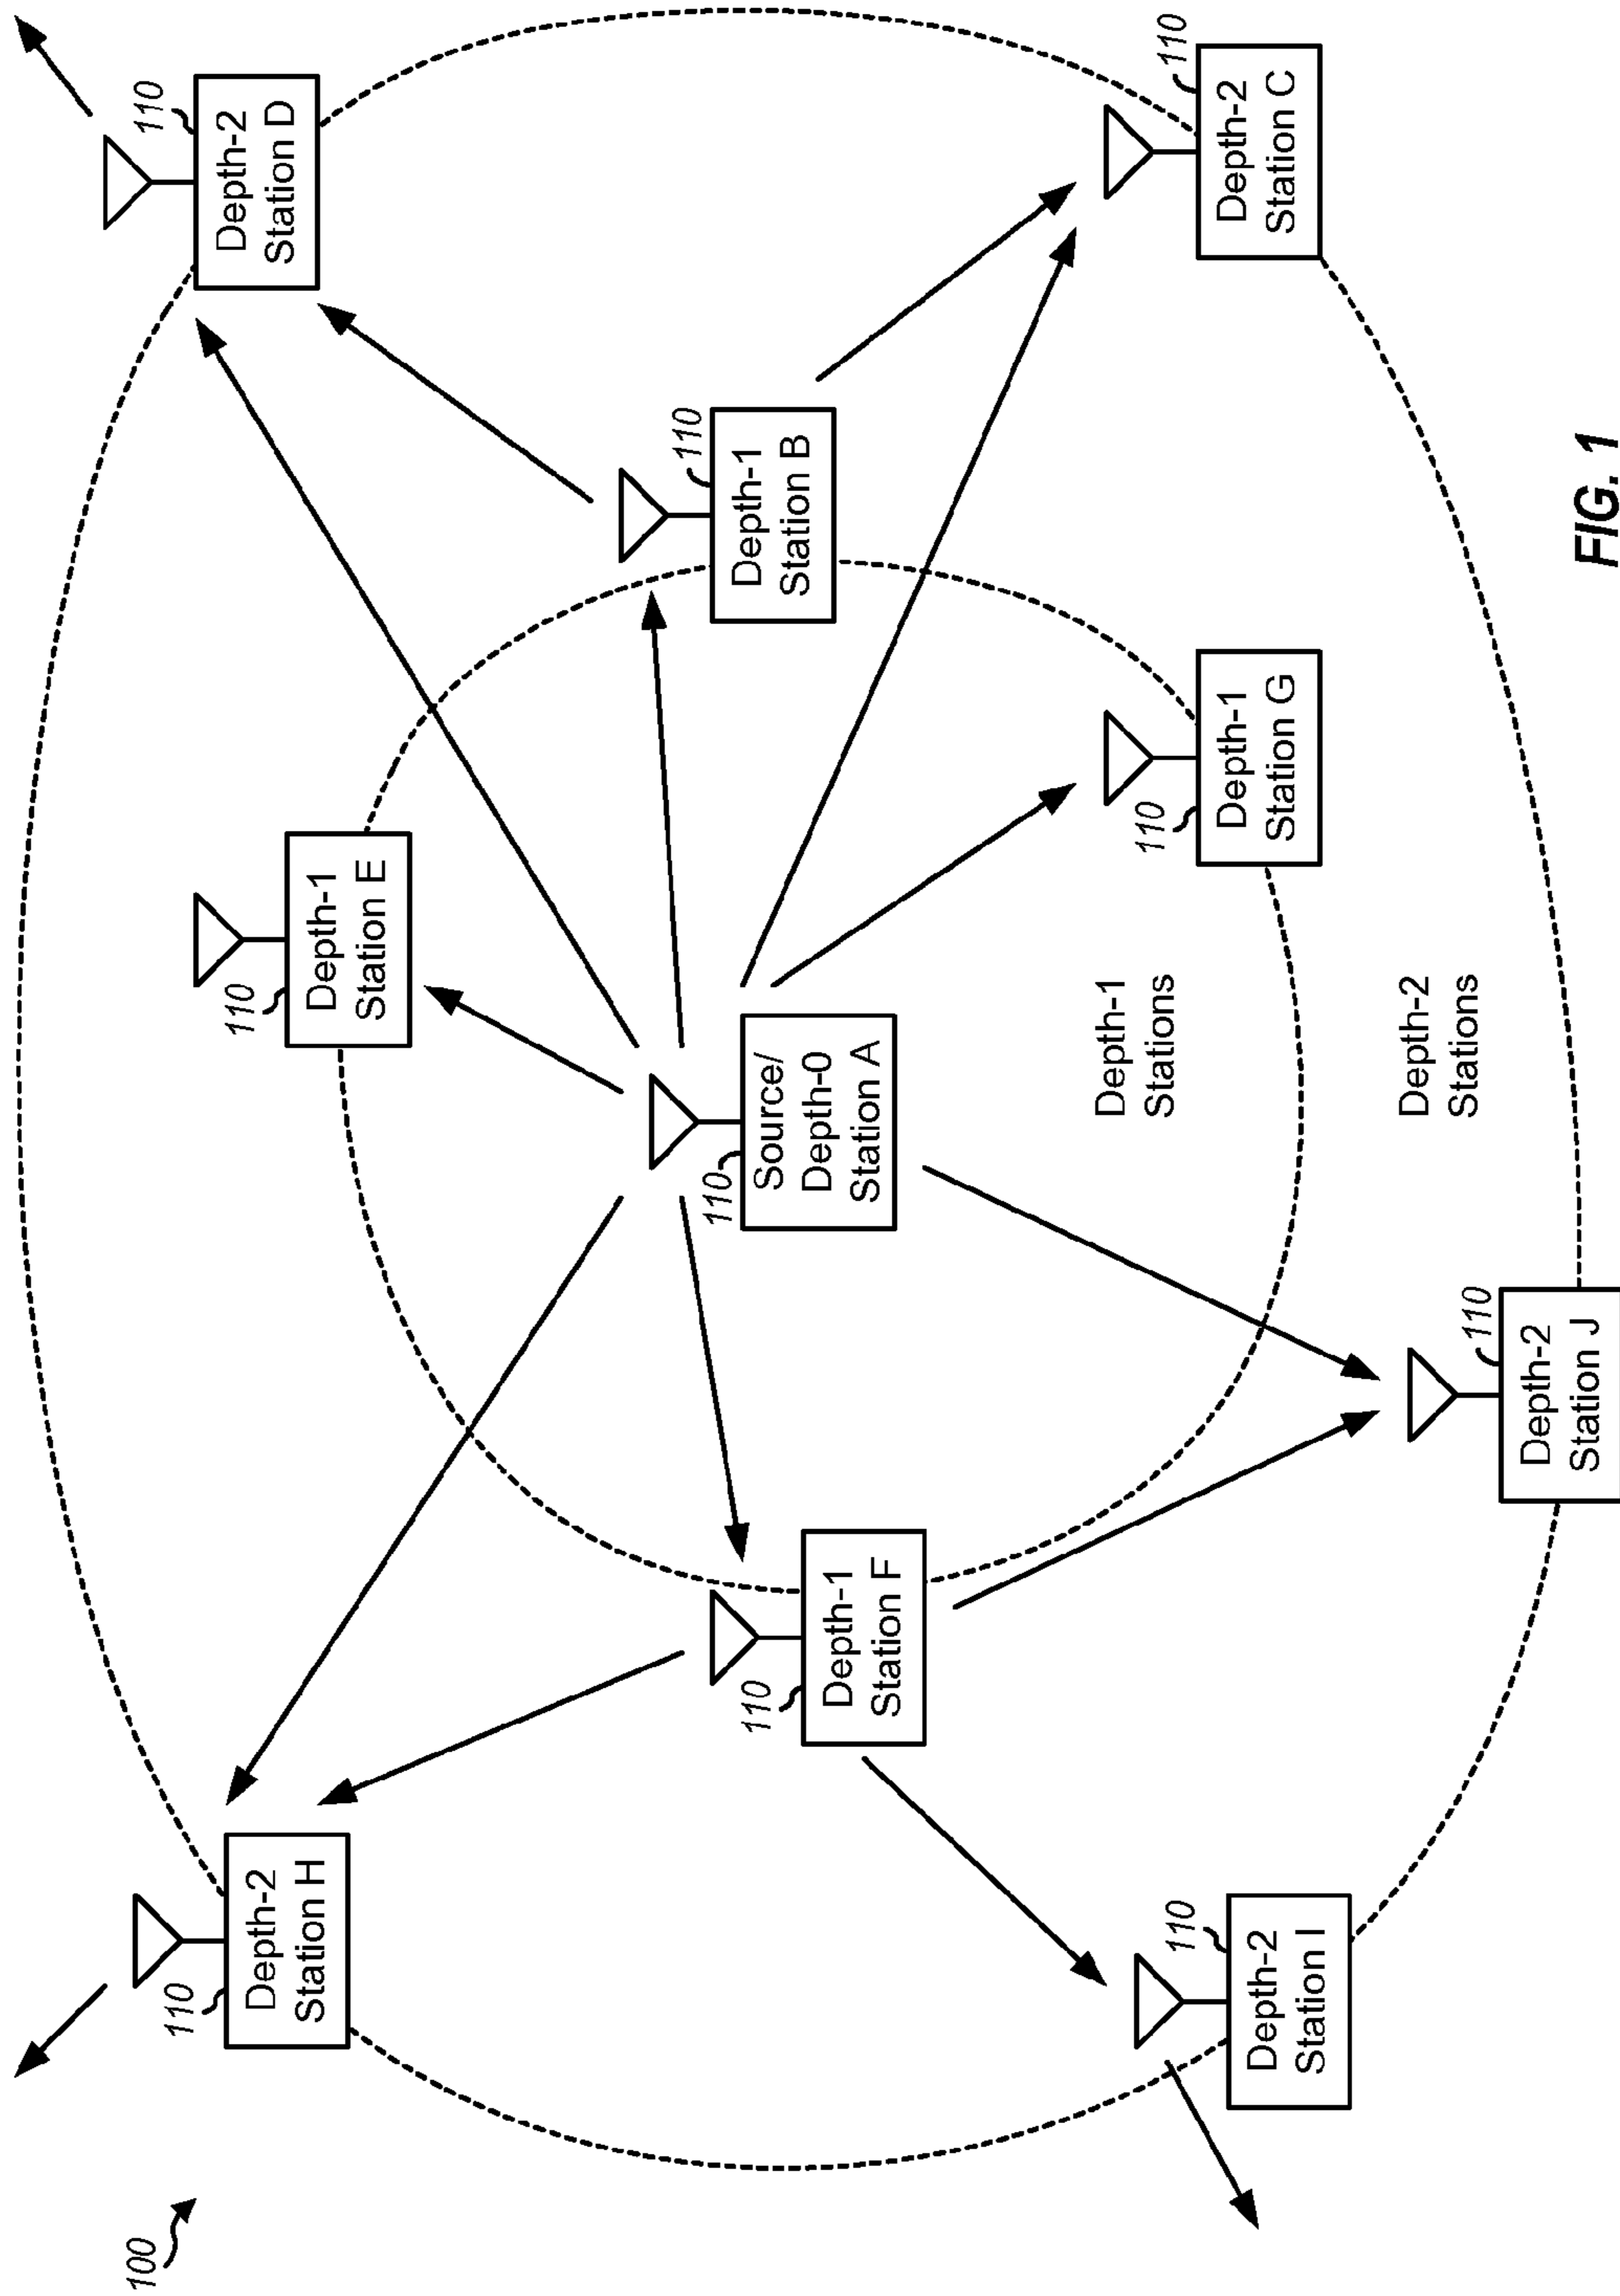 100
110
Depth-2
Station H
110
Depth-2
Station D
110
Depth-1
Station E
110
Depth-1
Station F
110
Source/
Depth-0
Station A
110
Depth-1
Station B
110
Depth-2
Station I
Depth-1
Stations
110
Depth-1
Station G
110
Depth-2
Station C
110
Depth-2
Station J
Depth-2
Stations
FIG. 1